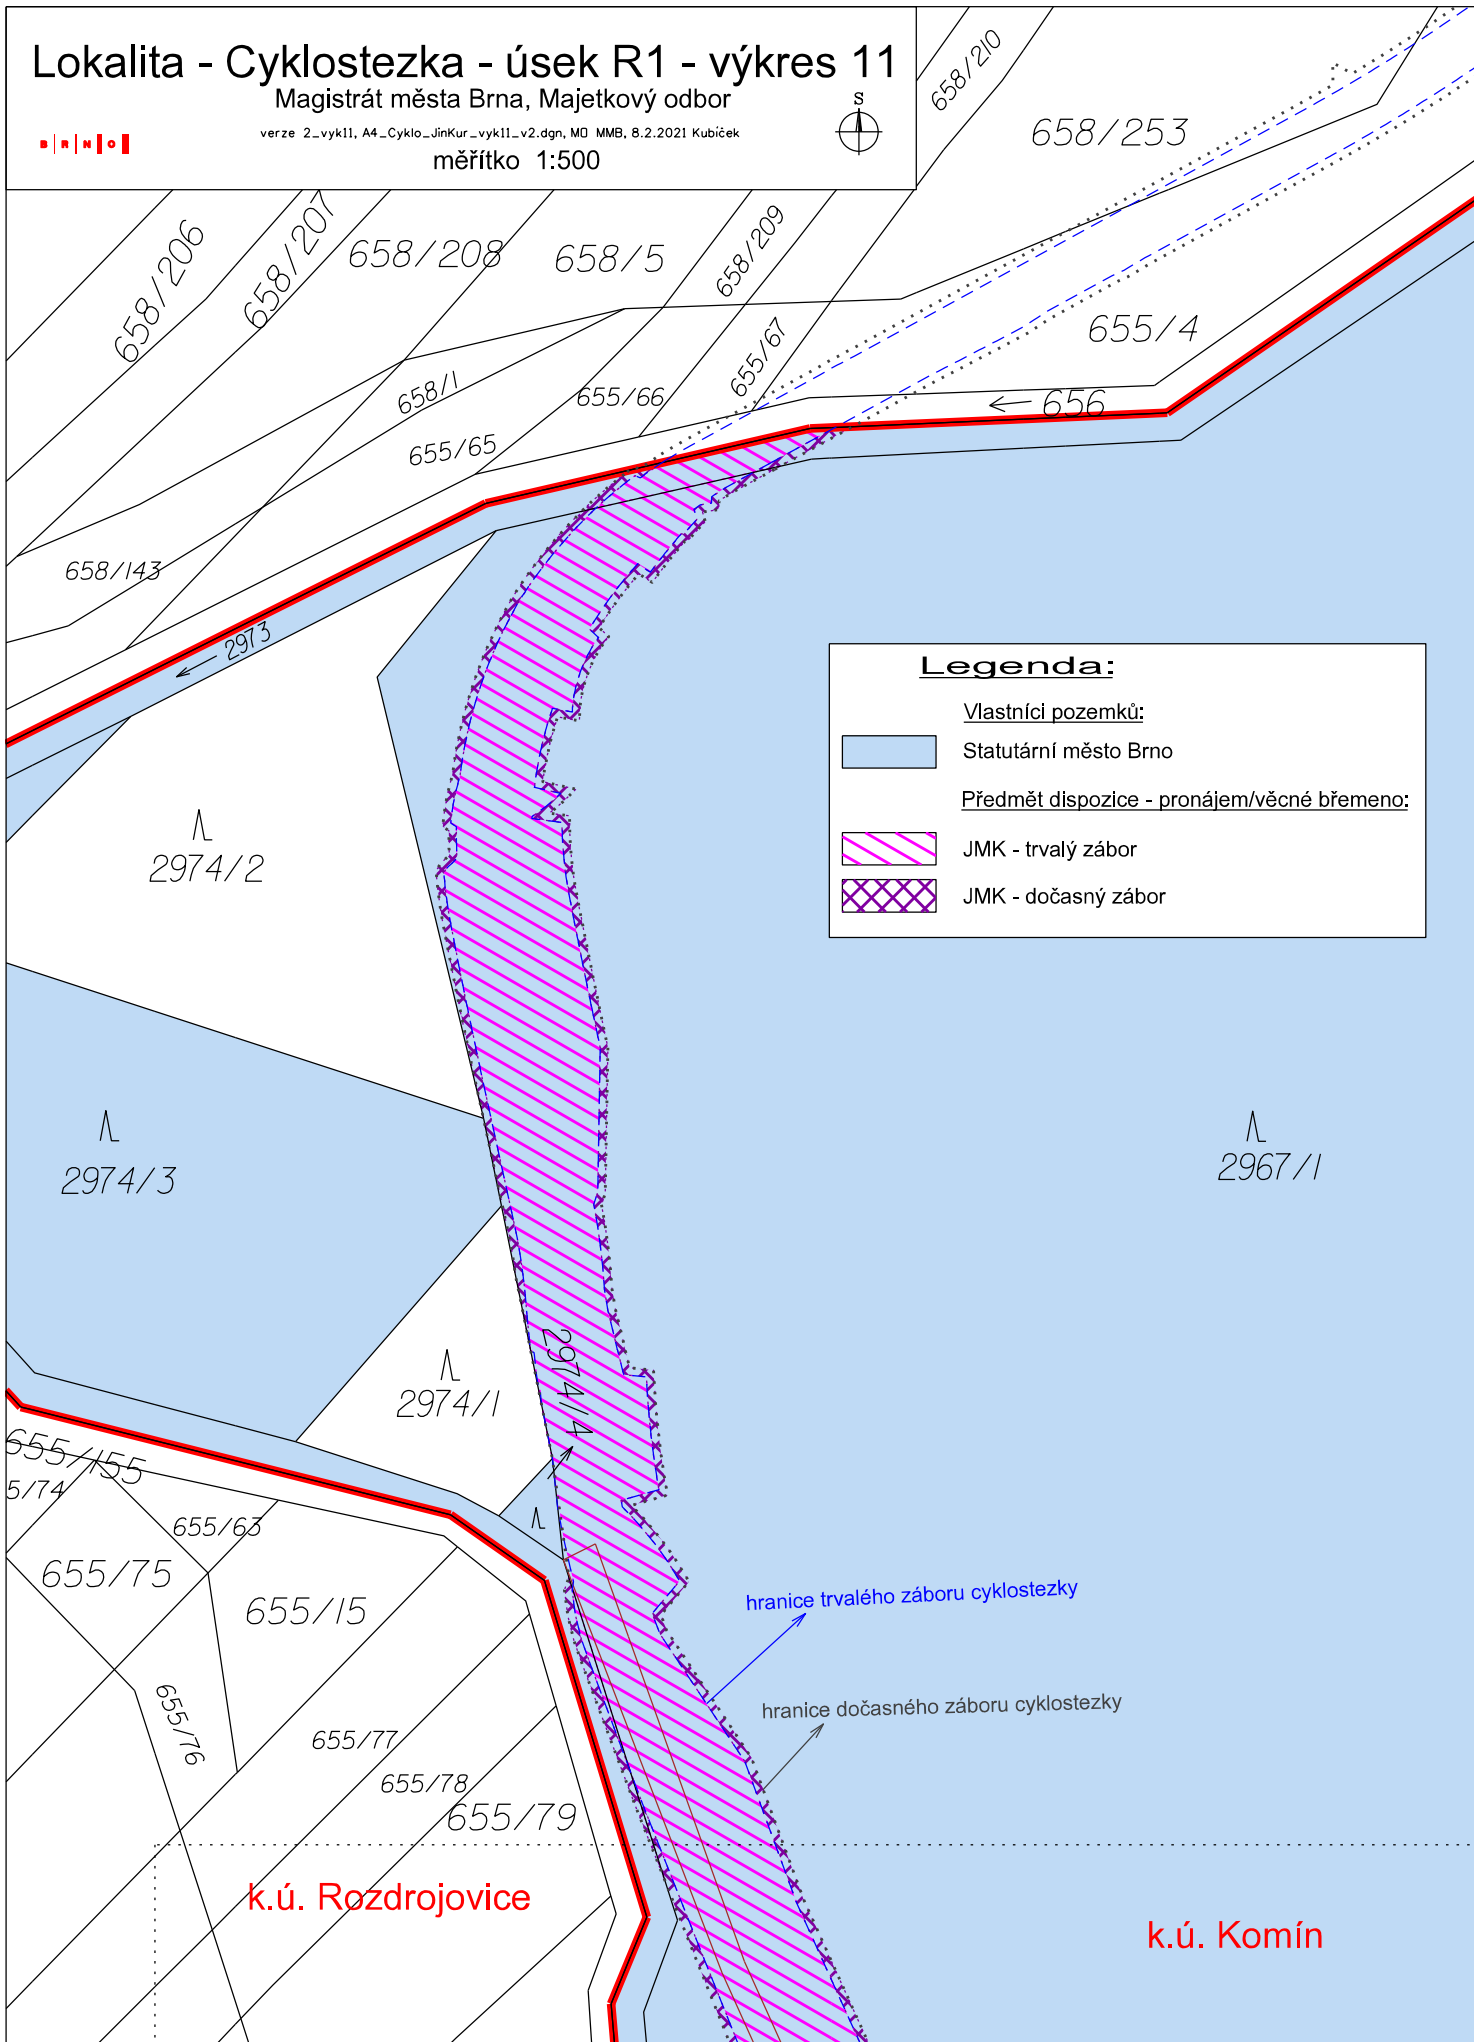 Lokalita - Cyklostezka - úsek R1 - výkres 11
Magistrát města Brna, Majetkový odbor
verze 2_vyk11, A4_Cyklo_JinKur_vyk11_v2.dgn, MO MMB, 8.2.2021 Kubíček
měřítko 1:500
B R N O
S
658/210
658/253
658/206
658/207
658/208
658/5
658/209
655/67
655/4
658/1
655/66
656
655/65
658/143
2973
Legenda:
Vlastníci pozemků:
Statutární město Brno
Předmět dispozice - pronájem/věcné břemeno:
JMK - trvalý zábor
JMK - dočasný zábor
2974/2
2974/3
2967/1
2974/1
2974/4
655/155
5/74
655/63
655/75
655/15
hranice trvalého záboru cyklostezky
hranice dočasného záboru cyklostezky
655/76
655/77
655/78
655/79
k.ú. Rozdrojovice
k.ú. Komín